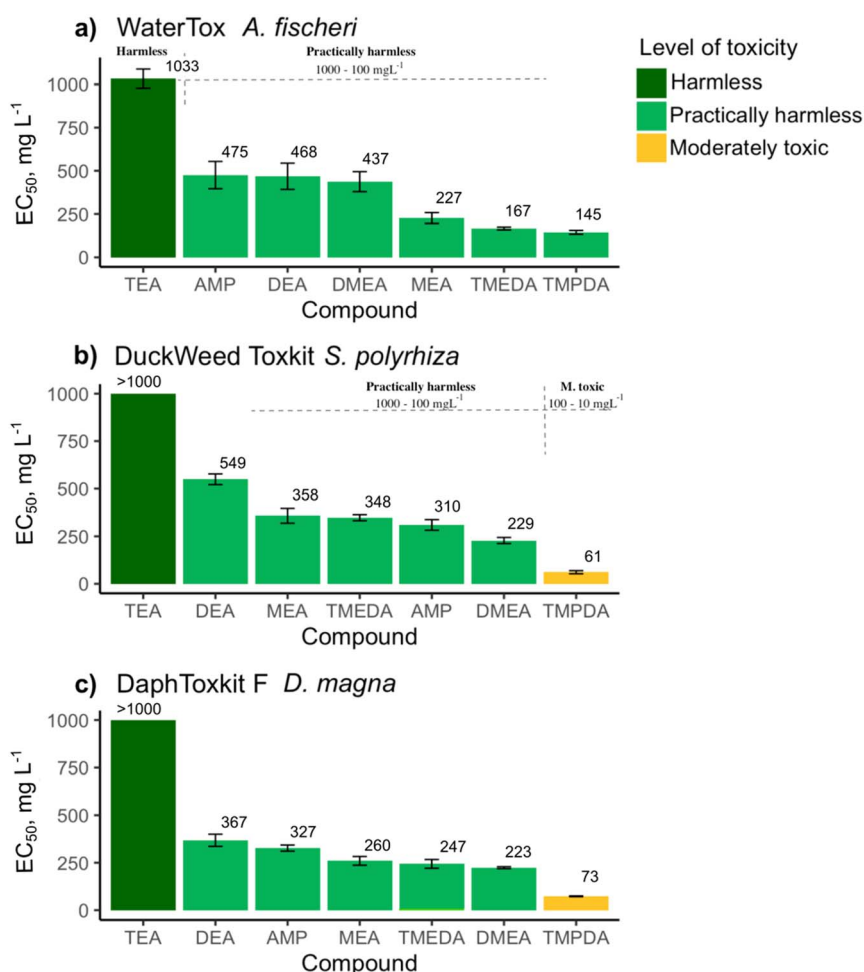 a) WaterTox A. fischeri
Harmless
Practically harmless
1000 - 100 mgL-1
Level of toxicity
Harmless
Practically harmless
Moderately toxic
EC50, mg L-1
1000
750
500
250
0
1033
475
468
437
227
167
145
TEA AMP DEA DMEA MEA TMEDA TMPDA
Compound
b) DuckWeed Toxkit S. polyrhiza
>1000
Practically harmless
1000 - 100 mgL-1
M. toxic
100 - 10 mgL-1
EC50, mg L-1
1000
750
500
250
0
549
358
348
310
229
61
TEA DEA MEA TMEDA AMP DMEA TMPDA
Compound
c) DaphToxkit F D. magna
>1000
EC50, mg L-1
1000
750
500
250
0
367
327
260
247
223
73
TEA DEA AMP MEA TMEDA DMEA TMPDA
Compound